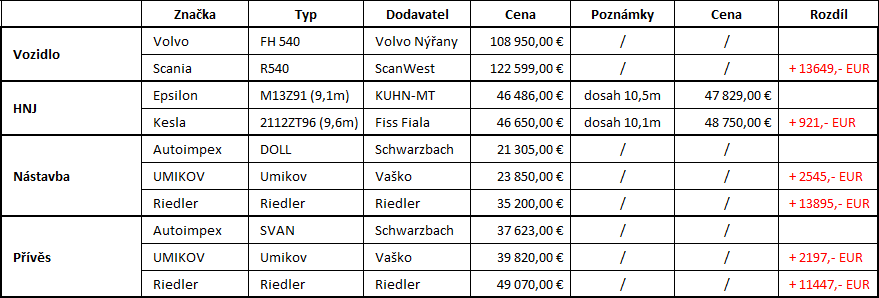 Značka Typ Dodavatel Cena Poznámky Cena Rozdíl
Vozidlo
Volvo FH 540 Volvo Nýřany 108 950,00 € / /
Scania R540 ScanWest 122 599,00 € / / + 13649,- EUR
HNJ
Epsilon M13Z91 (9,1m) KUHN-MT 46 486,00 € dosah 10,5m 47 829,00 €
Kesla 2112ZT96 (9,6m) Fiss Fiala 46 650,00 € dosah 10,1m 48 750,00 € + 921,- EUR
Nástavba
Autoimpex DOLL Schwarzbach 21 305,00 € / /
UMIKOV Umikov Vaško 23 850,00 € / / + 2545,- EUR
Riedler Riedler Riedler 35 200,00 € / / + 13895,- EUR
Přívěs
Autoimpex SVAN Schwarzbach 37 623,00 € / /
UMIKOV Umikov Vaško 39 820,00 € / / + 2197,- EUR
Riedler Riedler Riedler 49 070,00 € / / + 11447,- EUR